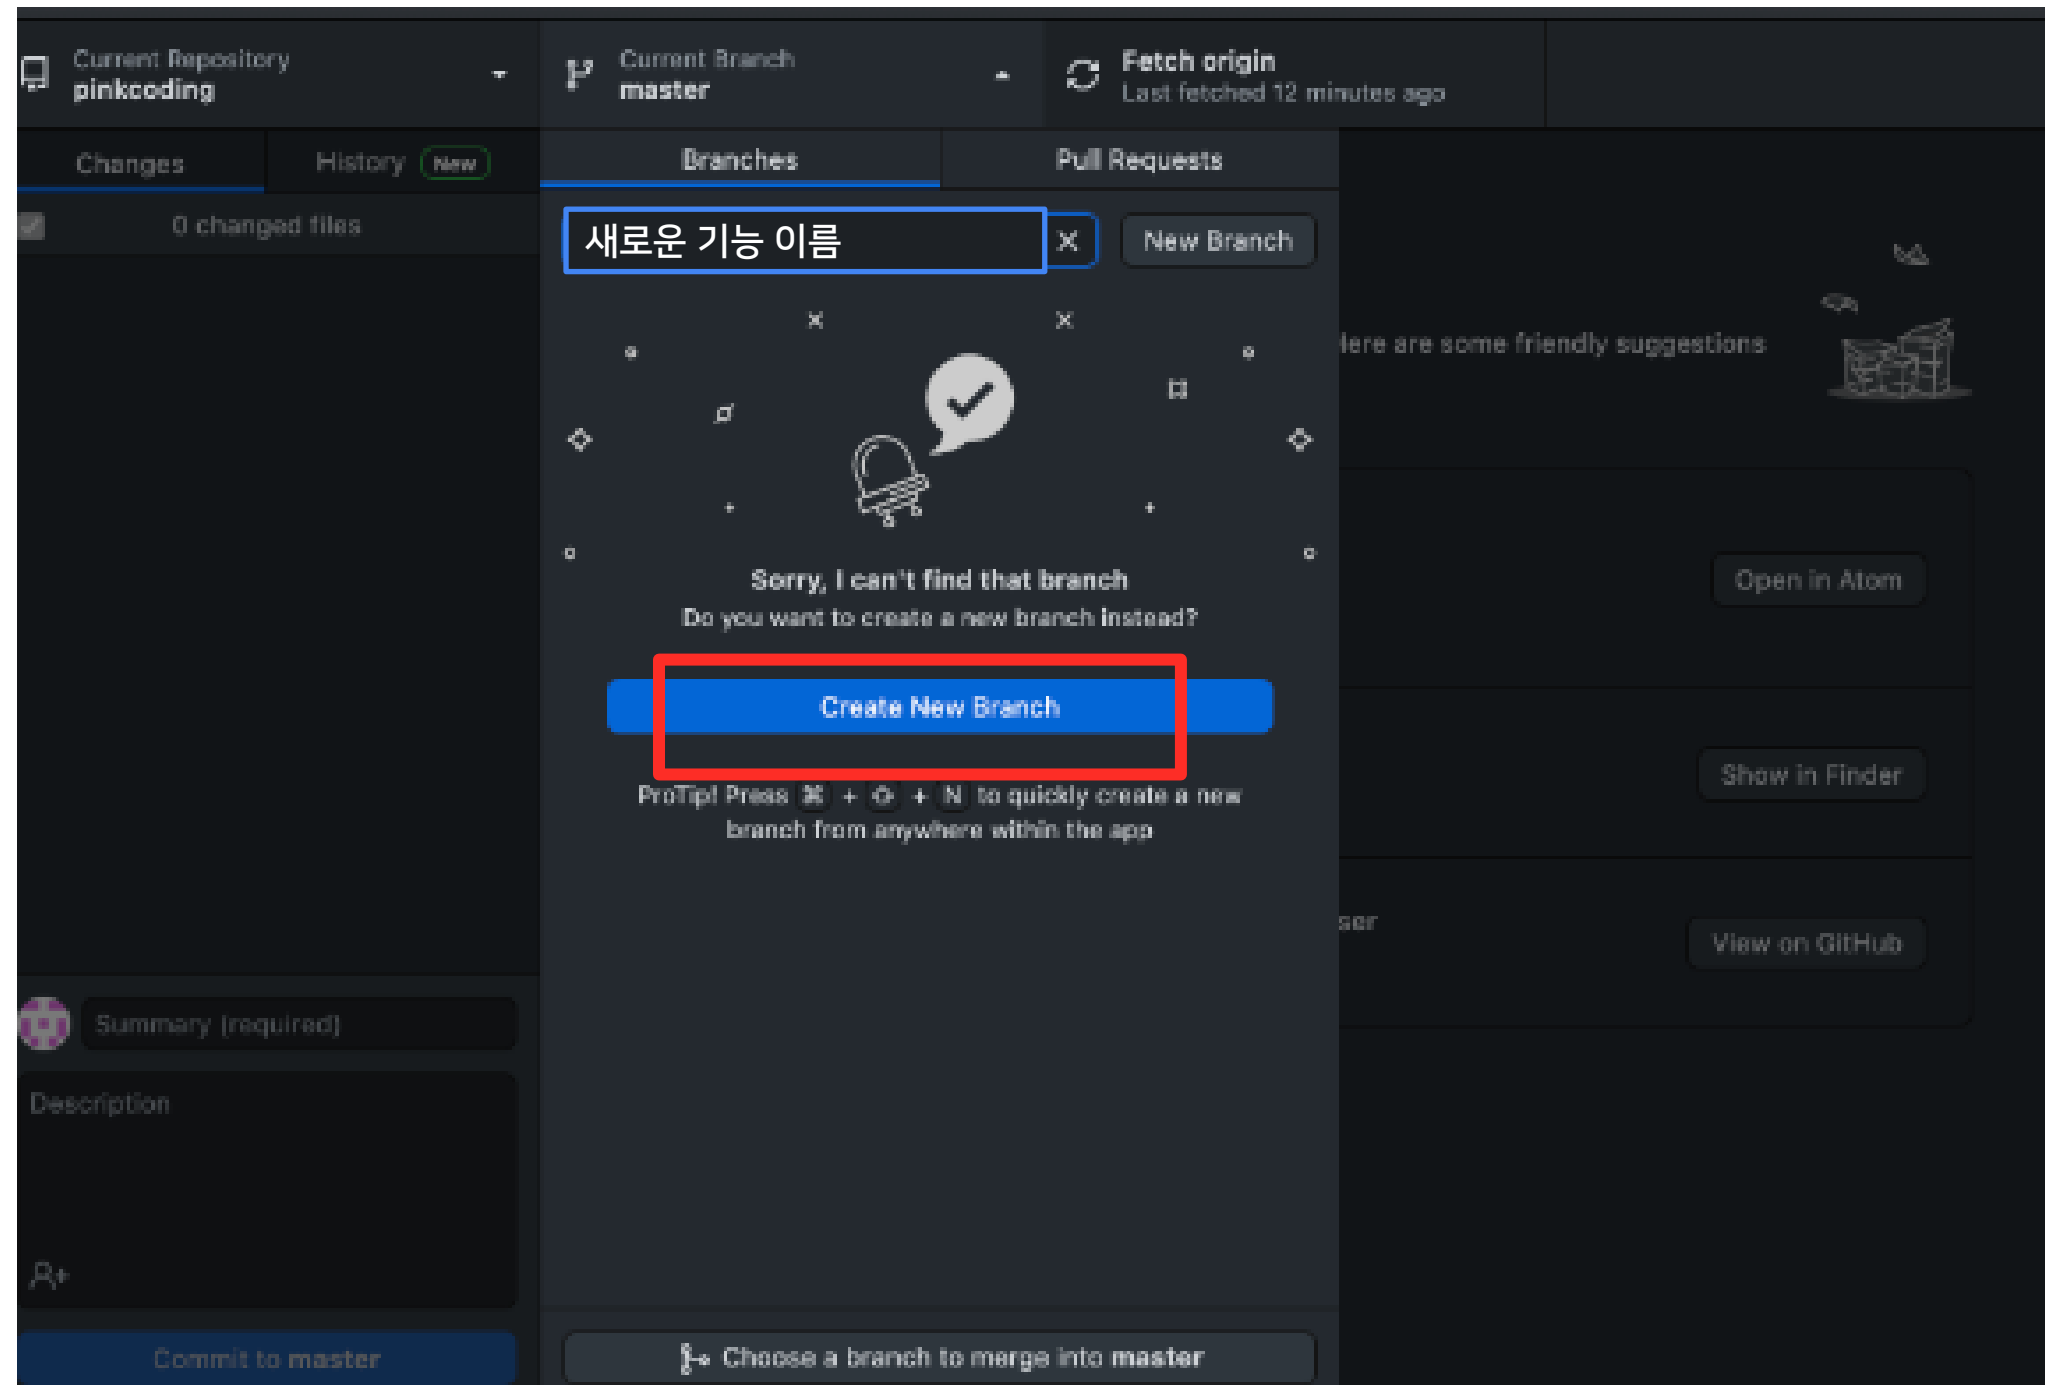 Current Repository
pinkcoding
Current Branch
master
Fetch origin
Last fetched 12 minutes ago
Changes
History New
Branches
Pull Requests
0 changed files
새로운 기능 이름
New Branch
lere are some friendly suggestions
Sorry, I can't find that branch
Do you want to create a new branch instead?
Open in Atom
Create New Branch
Show in Finder
ProTip! Press ⌘ + ⇧ + N to quickly create a new
branch from anywhere within the app
ser
View on GitHub
Summary (required)
Description
Commit to master
Choose a branch to merge into master